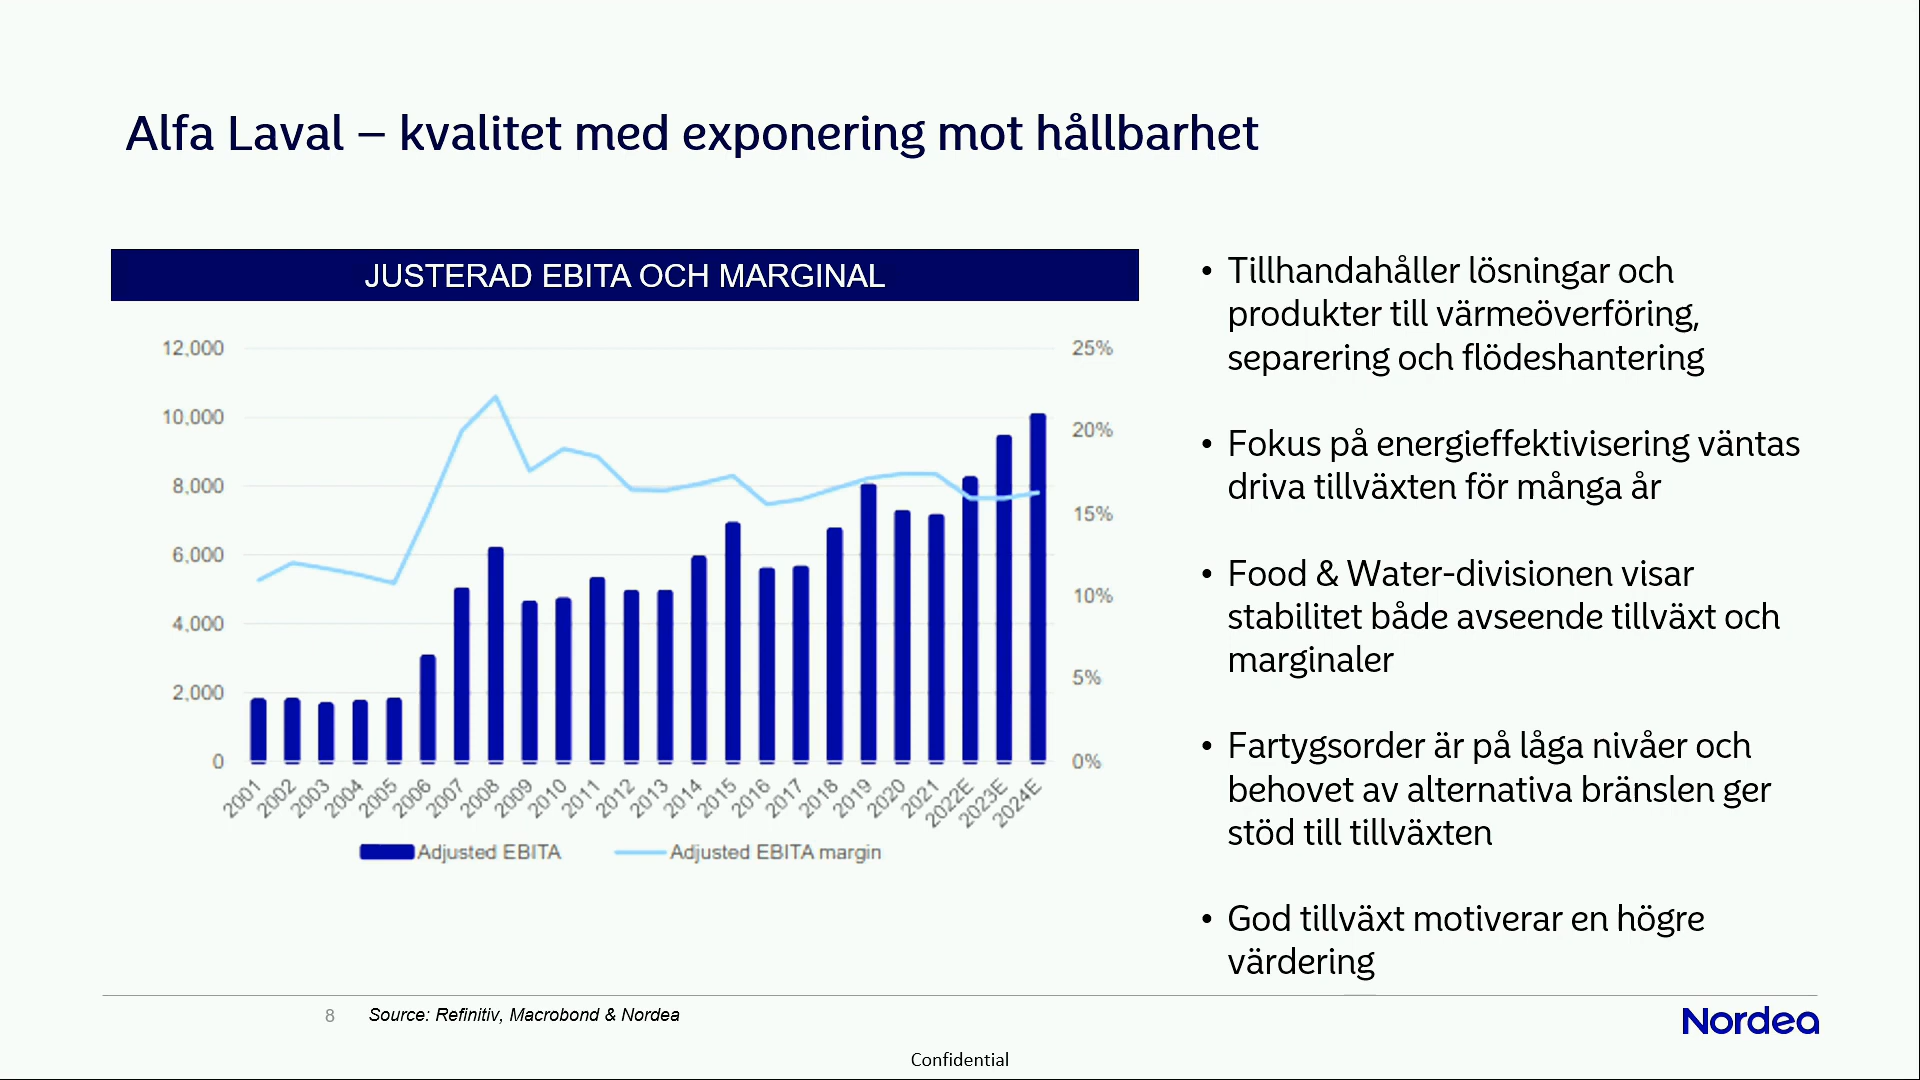 Alfa Laval – kvalitet med exponering mot hållbarhet
JUSTERAD EBITA OCH MARGINAL
12,000
10,000
8,000
6,000
4,000
2,000
0
25%
20%
15%
10%
5%
0%
2001
2002
2003
2004
2005
2006
2007
2008
2009
2010
2011
2012
2013
2014
2015
2016
2017
2018
2019
2020
2021
2022E
2023E
2024E
Adjusted EBITA
Adjusted EBITA margin
• Tillhandahåller lösningar och
produkter till värmeöverföring,
separering och flödeshantering
• Fokus på energieffektivisering väntas
driva tillväxten för många år
• Food & Water-divisionen visar
stabilitet både avseende tillväxt och
marginaler
• Fartygsorder är på låga nivåer och
behovet av alternativa bränslen ger
stöd till tillväxten
• God tillväxt motiverar en högre
värdering
8
Source: Refinitiv, Macrobond & Nordea
Nordea
Confidential